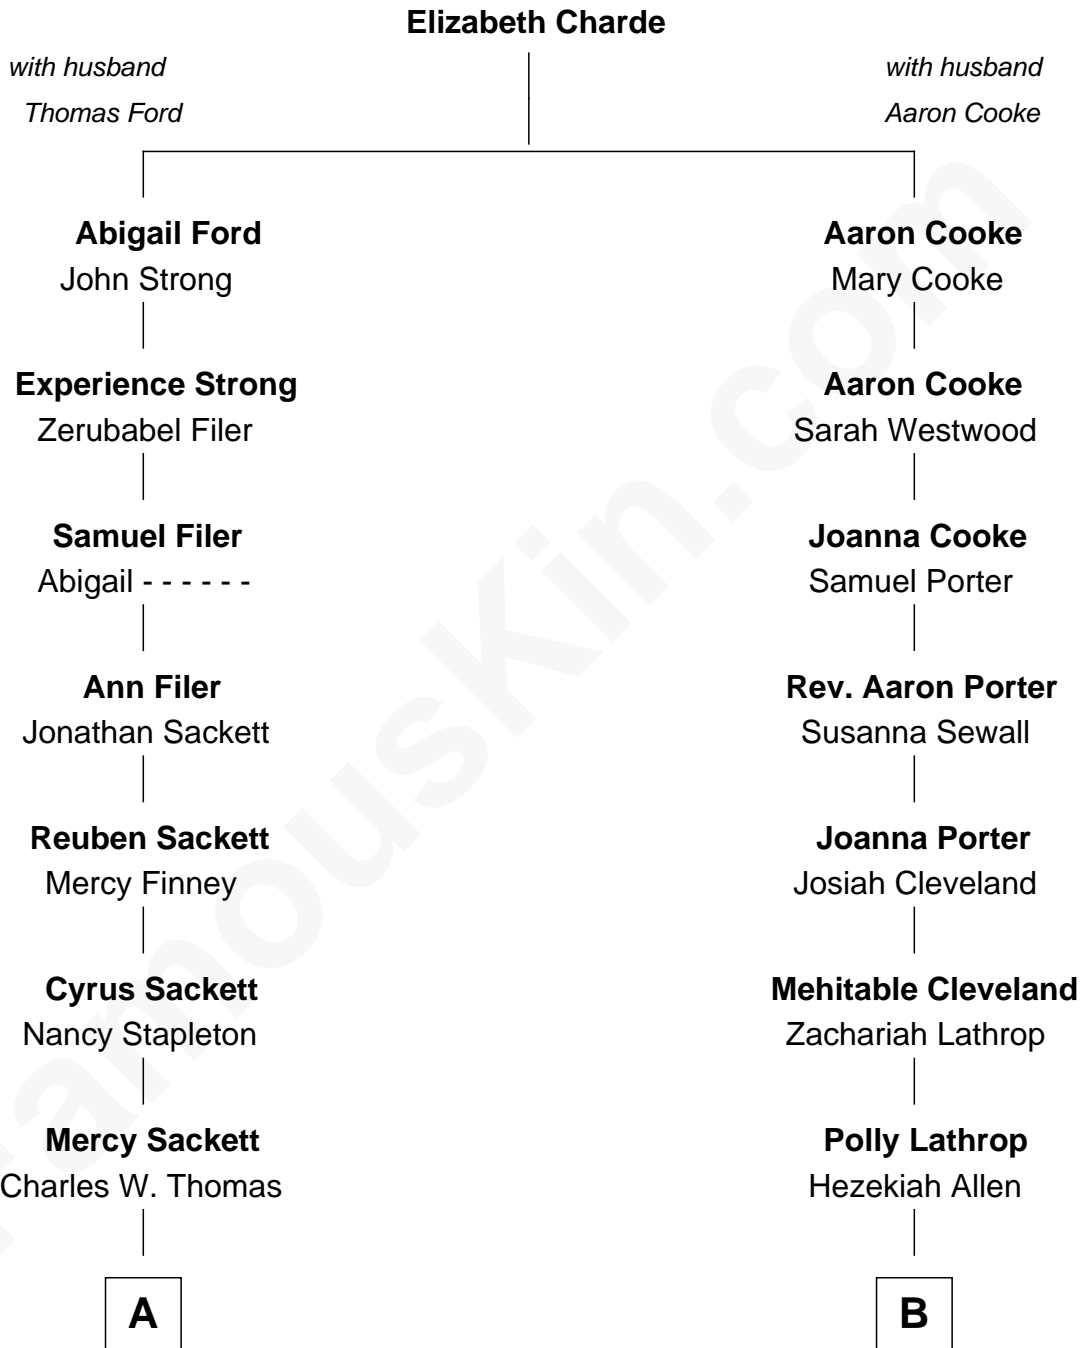 Elizabeth Charde
with husband
Thomas Ford
with husband
Aaron Cooke
Abigail Ford
John Strong
Aaron Cooke
Mary Cooke
Experience Strong
Zerubabel Filer
Aaron Cooke
Sarah Westwood
Samuel Filer
Abigail - - - - - -
Joanna Cooke
Samuel Porter
Ann Filer
Jonathan Sackett
Rev. Aaron Porter
Susanna Sewall
Reuben Sackett
Mercy Finney
Joanna Porter
Josiah Cleveland
Cyrus Sackett
Nancy Stapleton
Mehitable Cleveland
Zachariah Lathrop
Mercy Sackett
Charles W. Thomas
Polly Lathrop
Hezekiah Allen
A
B
FamousKin.com